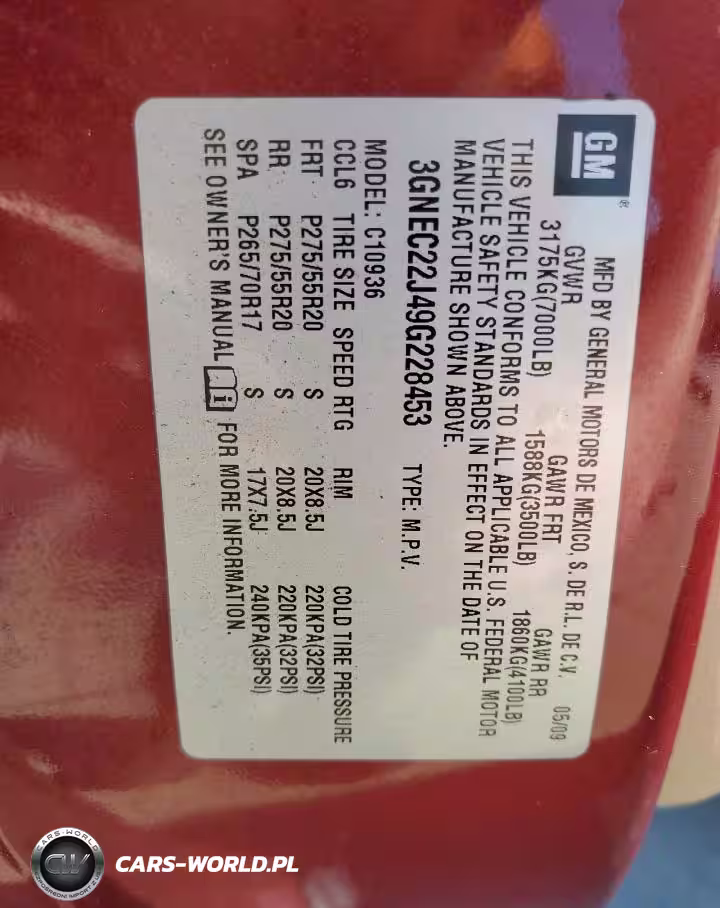 GM®
MFD BY GENERAL MOTORS DE MEXICO, S. DE R.L. DE C.V. 05/09
GVWR GAWR FRT GAWR RR
3175KG(7000LB) 1588KG(3500LB) 1860KG(4100LB)
THIS VEHICLE CONFORMS TO ALL APPLICABLE U.S. FEDERAL MOTOR
VEHICLE SAFETY STANDARDS IN EFFECT ON THE DATE OF
MANUFACTURE SHOWN ABOVE.
3GNEC22J49G228453 TYPE: M.P.V.
MODEL: C10936
CCL6 TIRE SIZE SPEED RTG RIM COLD TIRE PRESSURE
FRT: P275/55R20 S 20X8.5J 220KPA(32PSI)
RR: P275/55R20 S 20X8.5J 220KPA(32PSI)
SPA P265/70R17 S 17X7.5J 240KPA(35PSI)
SEE OWNER'S MANUAL FOR MORE INFORMATION.
CARS-WORLD
CW
CARS-WORLD.PL